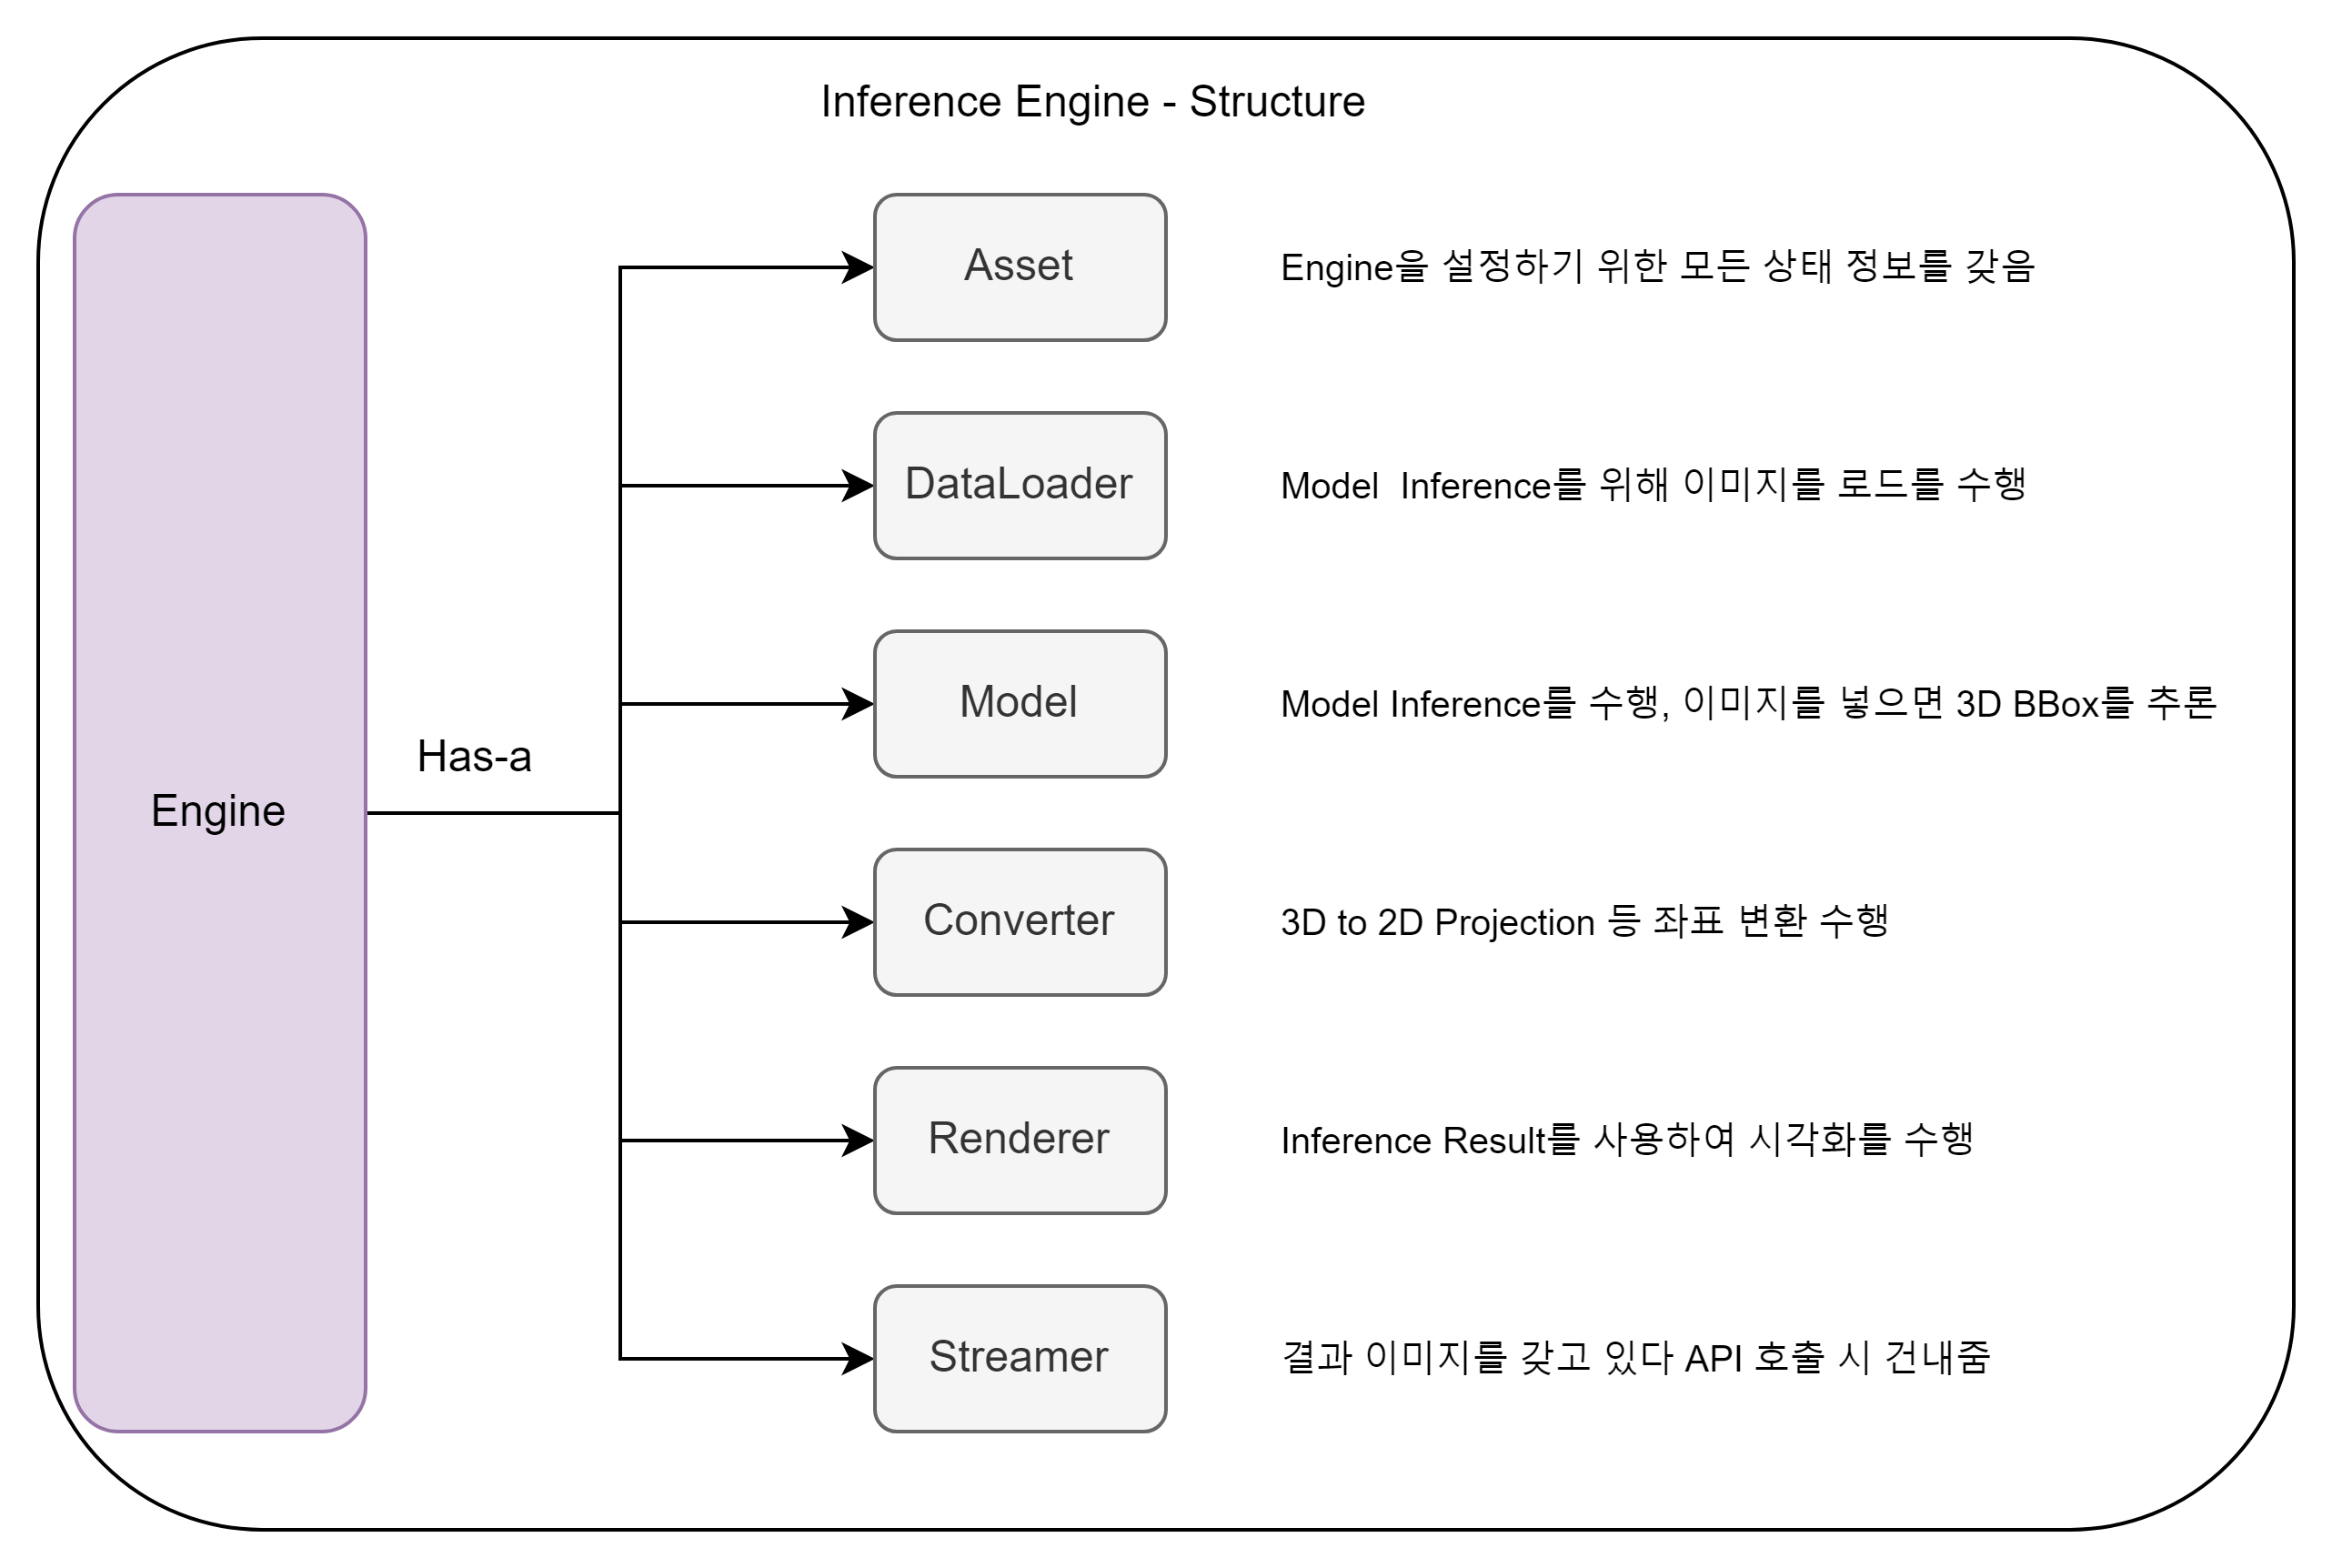 Inference Engine - Structure
Asset
Engine을 설정하기 위한 모든 상태 정보를 갖음
DataLoader
Model  Inference를 위해 이미지를 로드를 수행
Model
Model Inference를 수행, 이미지를 넣으면 3D BBox를 추론
Has-a
Engine
Converter
3D to 2D Projection 등 좌표 변환 수행
Renderer
Inference Result를 사용하여 시각화를 수행
Streamer
결과 이미지를 갖고 있다 API 호출 시 건내줌